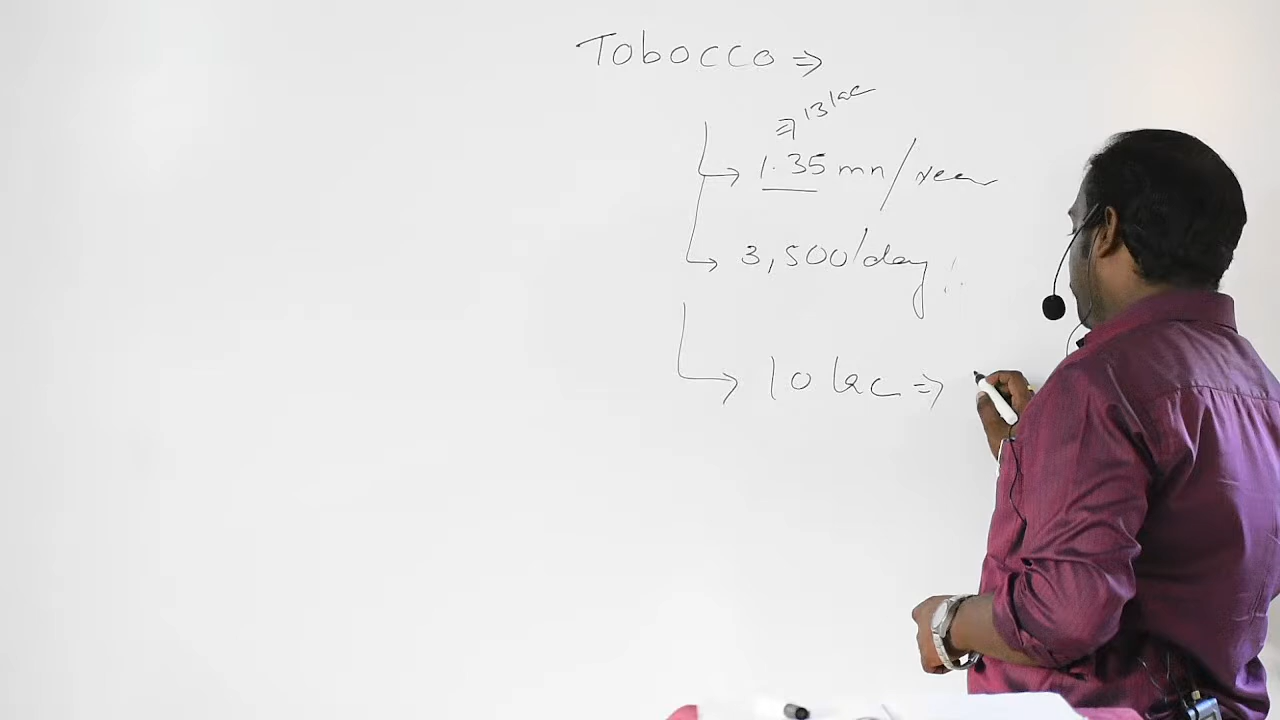 Tobocco ⇒
⇒ 13 lac
→ 1.35 mn/year
→ 3,500/day!!
→ 10 lac ⇒